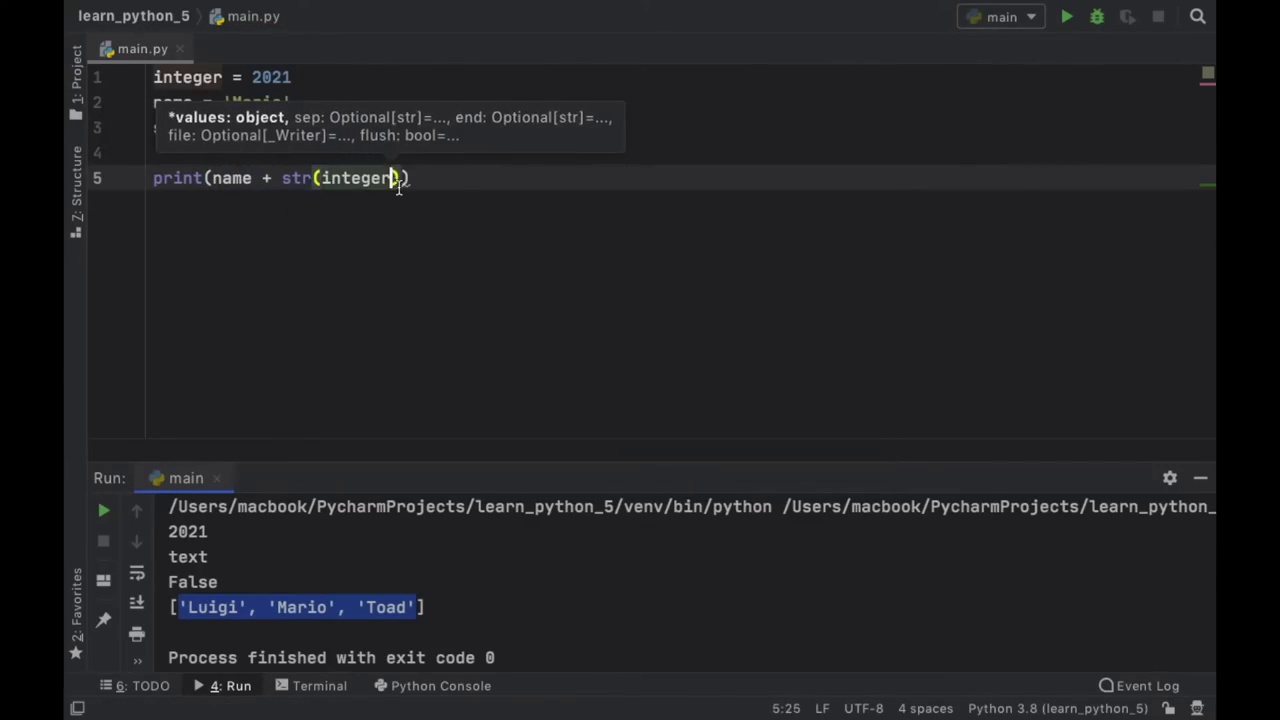 learn_python_5 main.py
main
main.py
1: Project
7: Structure
2: Favorites
1 integer = 2021
2
*values: object, sep: Optional[str]=..., end: Optional[str]=...,
3
file: Optional[_Writer]=..., flush: bool=...
4
5 print(name + str(integer))
Run: main
/Users/macbook/PycharmProjects/learn_python_5/venv/bin/python /Users/macbook/PycharmProjects/learn_python_
2021
text
False
['Luigi', 'Mario', 'Toad']
Process finished with exit code 0
6: TODO 4: Run Terminal Python Console Event Log
5:25 LF UTF-8 4 spaces Python 3.8 (learn_python_5)